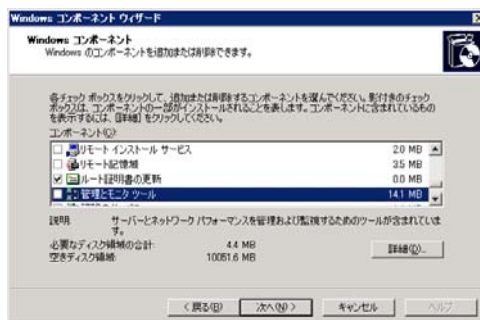 Windows コンポーネント ウィザード
Windows コンポーネント
Windows のコンポーネントを追加または削除できます。
各チェック ボックスをクリックして、追加または削除するコンポーネントを選んでください。影付きのチェック
ボックスは、コンポーネントの一部がインストールされることを表します。コンポーネントに含まれているもの
を表示するには、[詳細] をクリックしてください。
コンポーネント(C):
リモート インストール サービス 2.0 MB
リモート記憶域 3.5 MB
ルート証明書の更新 0.0 MB
管理とモニタ ツール 14.1 MB
説明: サーバーとネットワーク パフォーマンスを管理および監視するためのツールが含まれていま
す。
必要なディスク領域の合計: 4.4 MB
空きディスク領域: 10051.6 MB
詳細(D)...
< 戻る(B)
次へ(N) >
キャンセル
ヘルプ